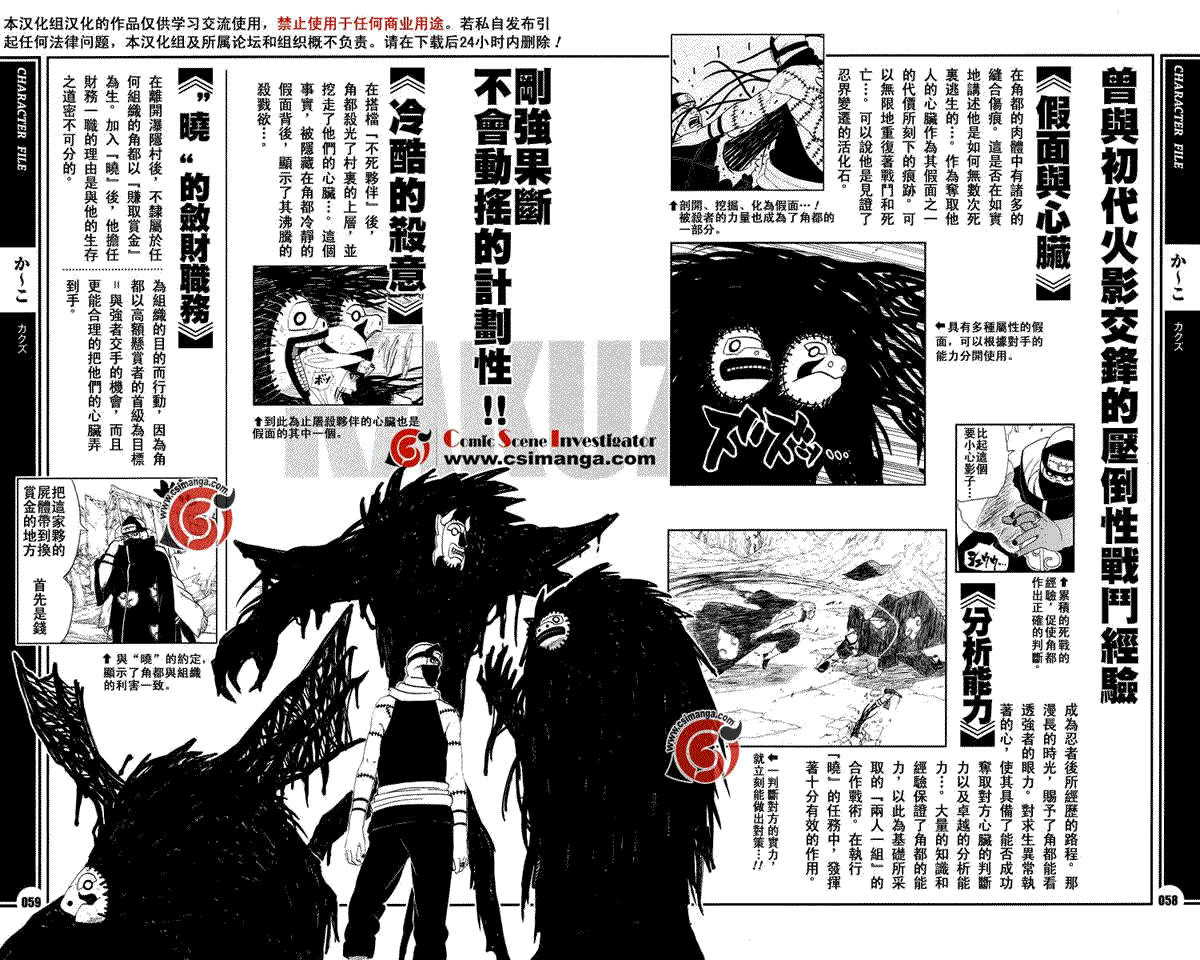 本汉化组汉化的作品仅供学习交流使用，禁止使用于任何商业用途。若私自发布引
起任何法律问题，本汉化组及所属论坛和组织概不负责。请在下载后24小时内删除！
CHARACTER FILE
か〜こ
カクズ
058
曾與初代火影交鋒的壓倒性戰鬥經驗
《假面與心臟》
在角都的肉體中有諸多的
縫合傷痕。這是否在如實
地講述他是如何無數次死
裏逃生的…。作為奪取他
人的心臟作為其假面之一
的代價所刻下的痕跡。可
以無限地重復著戰鬥和死
亡…。可以說他是見證了
忍界變遷的活化石。
⬆剖開、挖掘、化為假面…！
被殺者的力量也成為了角都的
一部分。
⬅具有多種屬性的假
面，可以根據對手的
能力分開使用。
比起這個
要小心影子…
⬆累積的死戰的
經驗，促使角都
作出正確的判斷。
《分析能力》
成為忍者後所經歷的路程。那
漫長的時光，賜予了角都能看
透強者的眼力。對求生異常執
著的心，使其具備了能否成功
奪取對方心臟的判斷
力以及卓越的分析能
力…。大量的知識和
經驗保證了角都的能
力，以此為基礎所采
取的『兩人一組』的
合作戰術。在執行
『曉』的任務中，發揮
著十分有效的作用。
⬅一判斷對方的實力，
就立刻能做出對策…!!
剛強果斷
不會動搖的計劃性!!
KAKUZ
《冷酷的殺意》
在搭檔『不死夥伴』後，
角都殺光了村裏的上層，並
挖走了他們的心臟…。這個
事實，被隱藏在角都冷靜的
假面背後，顯示了其沸騰的
殺戮欲…。
⬆到此為止屠殺夥伴的心臟也是
假面的其中一個。
Comic Scene Investigator
www.csimanga.com
《”曉“的斂財職務》
在離開瀑隱村後，不隸屬於任
何組織的角都以『賺取賞金』
為生。加入『曉』後，他擔任
財務一職的理由是與他的生存
之道密不可分的。
為組織的目的而行動，因為角
都以高額懸賞者的首級為目標
＝與強者交手的機會，而且
更能合理的把他們的心臟弄
到手。
把這家夥的
屍體帶到換
賞金的地方
首先是錢
www.csimanga.com
⬆與“曉”的約定，
顯示了角都與組織
的利害一致。
www.csimanga.com
CHARACTER FILE
か〜こ
カクズ
059